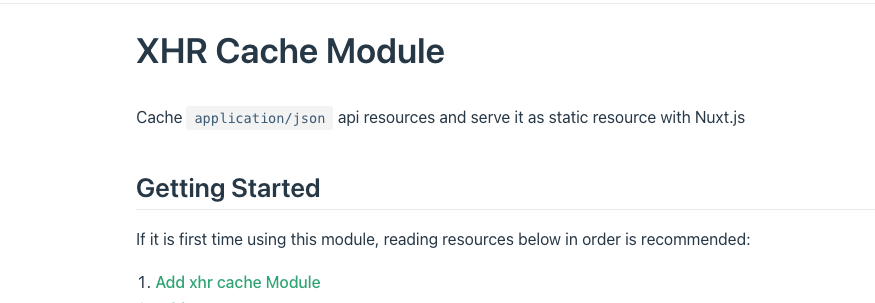 XHR Cache Module
Cache application/json api resources and serve it as static resource with Nuxt.js
Getting Started
If it is first time using this module, reading resources below in order is recommended:
1. Add xhr cache Module